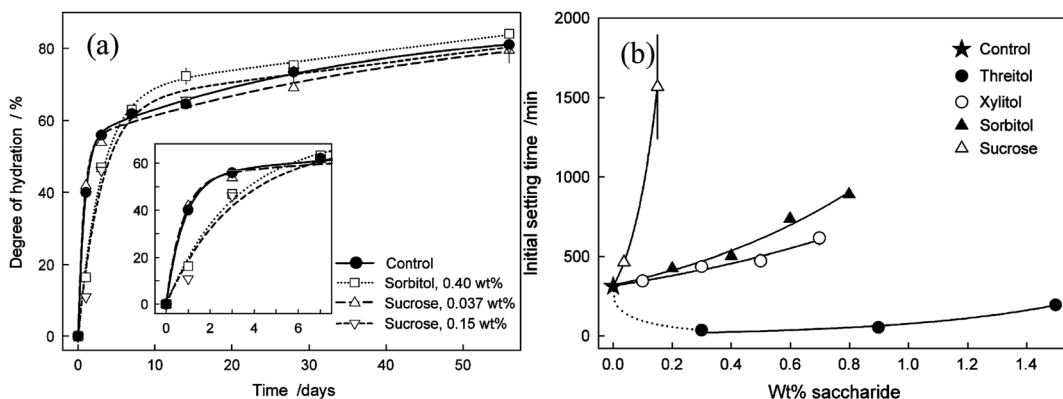 (a)
80
60
40
20
0
Degree of hydration / %
0 10 20 30 40 50
Time /days
60
40
20
0
0 2 4 6
Control
Sorbitol, 0.40 wt%
Sucrose, 0.037 wt%
Sucrose, 0.15 wt%
(b)
2000
1500
1000
500
0
Initial setting time /min
0.0 0.2 0.4 0.6 0.8 1.0 1.2 1.4
Wt% saccharide
Control
Threitol
Xylitol
Sorbitol
Sucrose